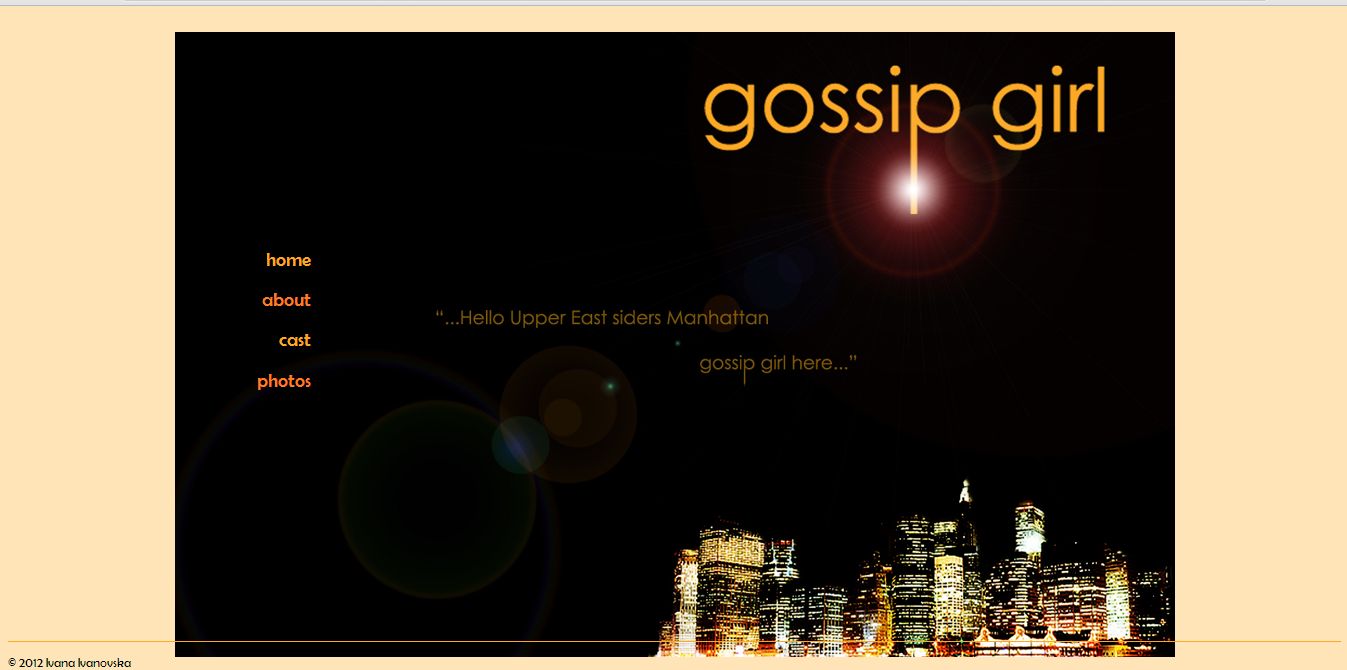 gossip girl
home
about
cast
photos
“...Hello Upper East siders Manhattan
gossip girl here...”
© 2012 Ivana Ivanovska